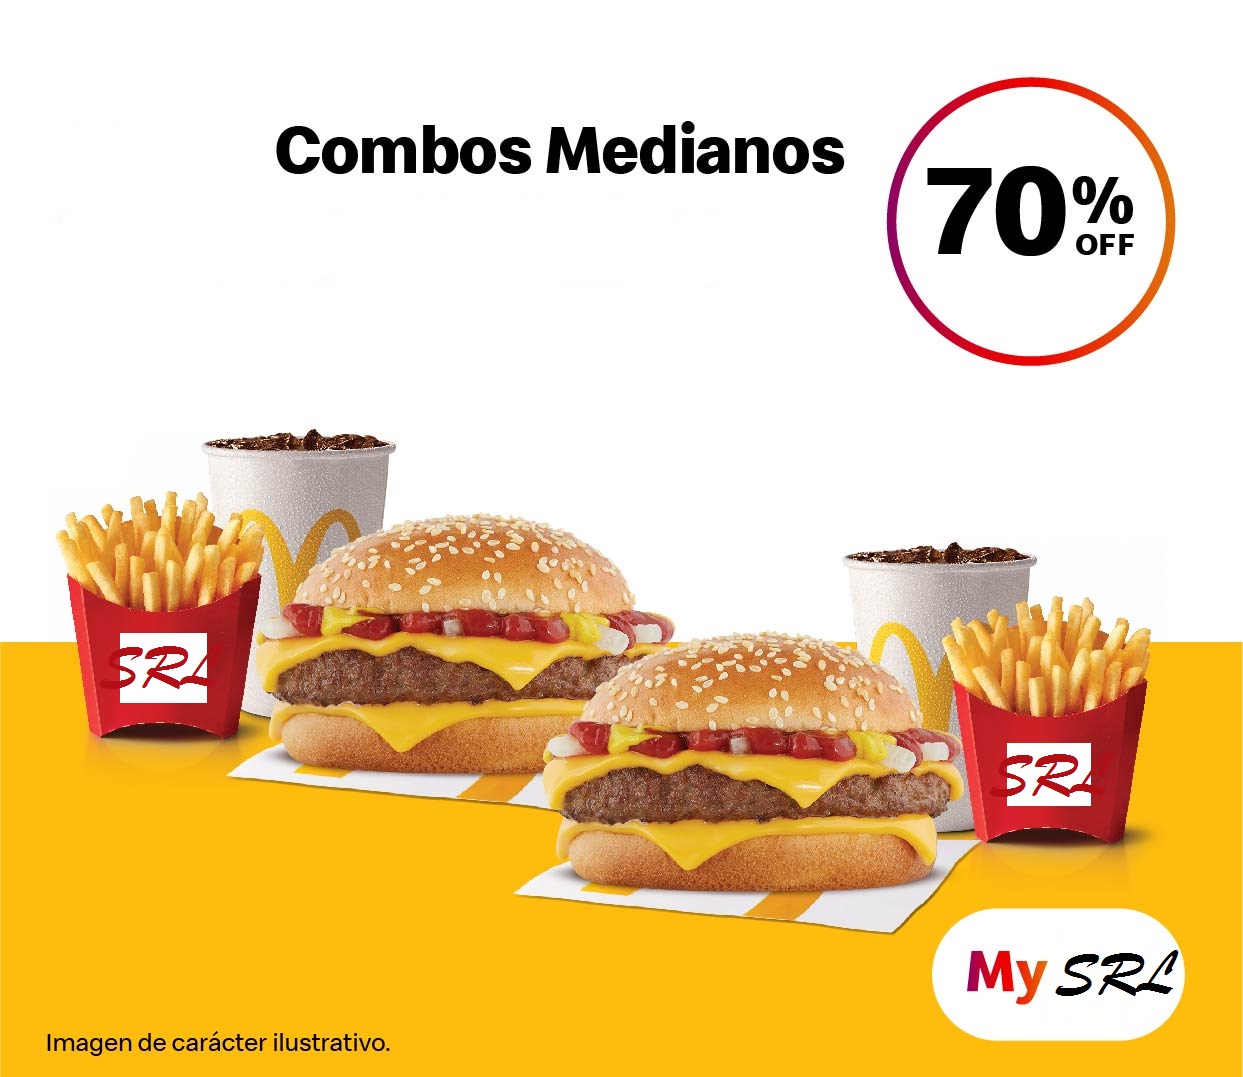 Combos Medianos
70%
OFF
SRL
SRL
My SRL
Imagen de carácter ilustrativo.